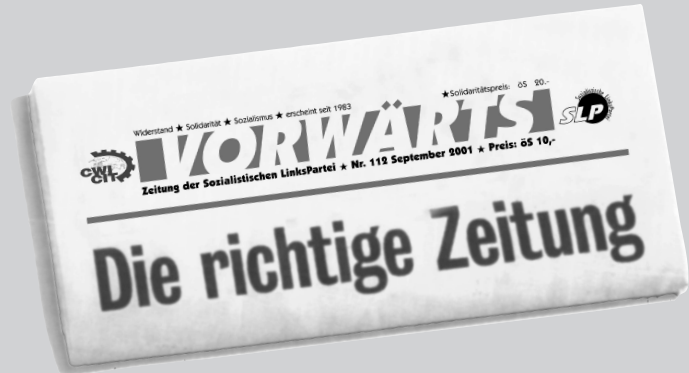 Widerstand ★ Solidarität ★ Sozialismus ★ erscheint seit 1983
★Solidaritätspreis: öS 20.-
CWI
CIT
VORWÄRTS
SLP
Zeitung der Sozialistischen LinksPartei ★ Nr. 112 September 2001 ★ Preis: öS 10,-
Die richtige Zeitung